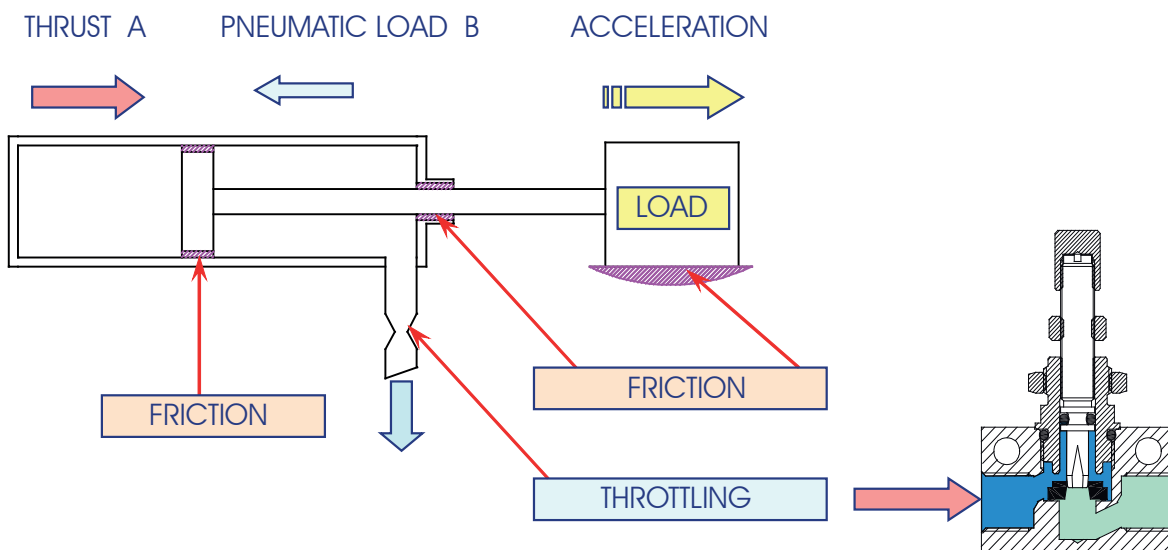 THRUST A
PNEUMATIC LOAD B
ACCELERATION
LOAD
FRICTION
FRICTION
THROTTLING